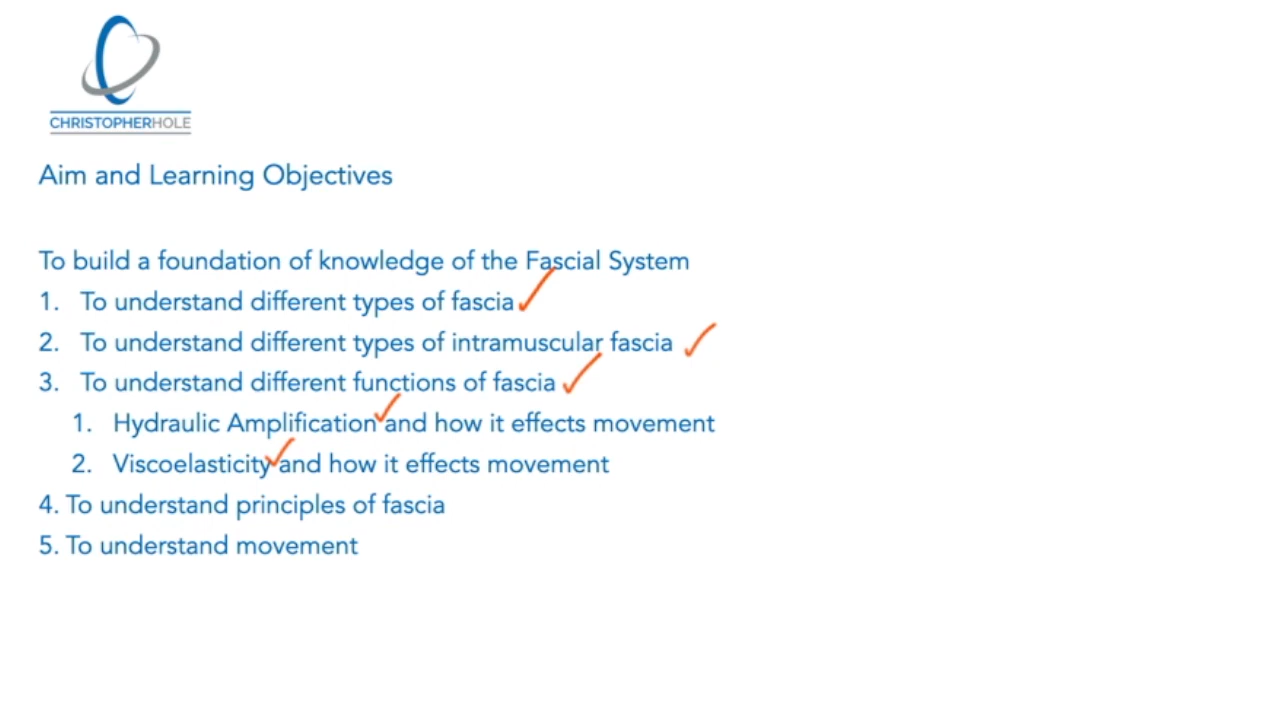 CHRISTOPHERHOLE
Aim and Learning Objectives
To build a foundation of knowledge of the Fascial System
1. To understand different types of fascia
2. To understand different types of intramuscular fascia
3. To understand different functions of fascia
1. Hydraulic Amplification and how it effects movement
2. Viscoelasticity and how it effects movement
4. To understand principles of fascia
5. To understand movement